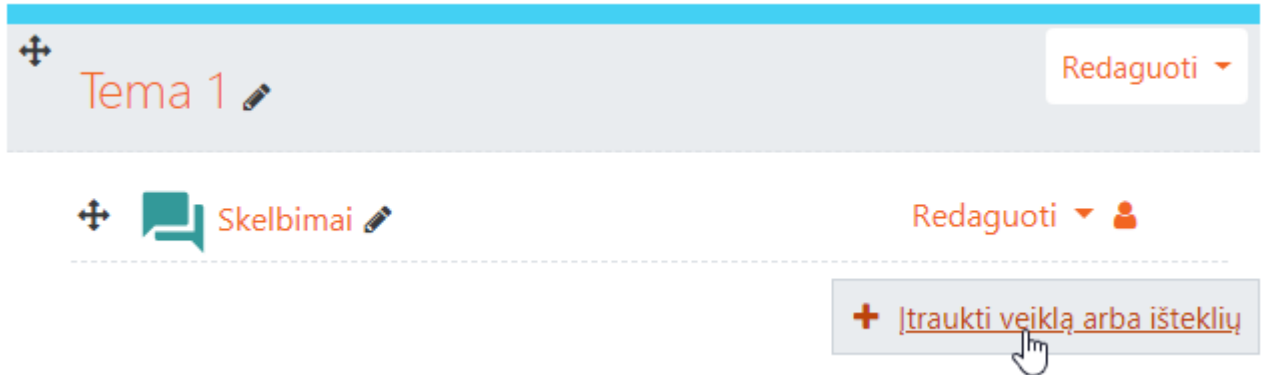 Redaguoti
Tema 1
Skelbimai
Redaguoti
Įtraukti veiklą arba išteklių